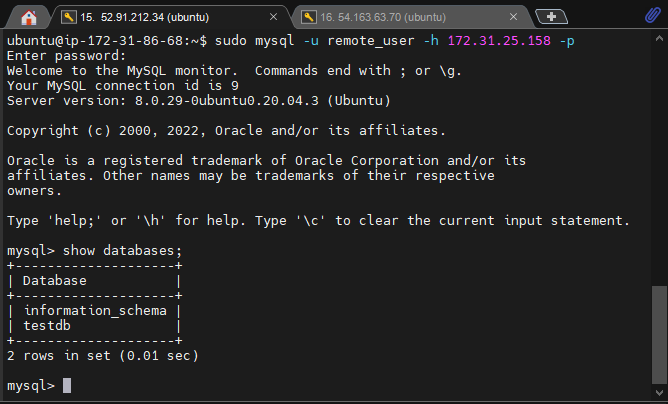 15. 52.91.212.34 (ubuntu)
16. 54.163.63.70 (ubuntu)
ubuntu@ip-172-31-86-68:~$ sudo mysql -u remote_user -h 172.31.25.158 -p
Enter password:
Welcome to the MySQL monitor.  Commands end with ; or \g.
Your MySQL connection id is 9
Server version: 8.0.29-0ubuntu0.20.04.3 (Ubuntu)
Copyright (c) 2000, 2022, Oracle and/or its affiliates.
Oracle is a registered trademark of Oracle Corporation and/or its
affiliates. Other names may be trademarks of their respective
owners.
Type 'help;' or '\h' for help. Type '\c' to clear the current input statement.
mysql> show databases;
+--------------------+
| Database           |
+--------------------+
| information_schema |
| testdb             |
+--------------------+
2 rows in set (0.01 sec)
mysql>